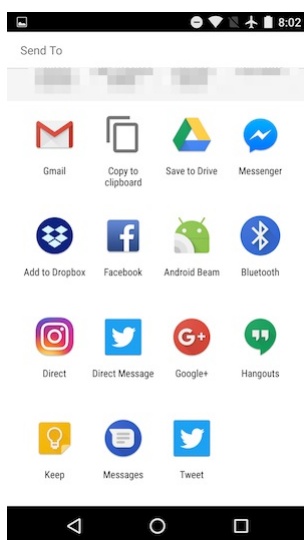 8:02
Send To
Gmail
Copy to
clipboard
Save to Drive
Messenger
Add to Dropbox
Facebook
Android Beam
Bluetooth
Direct
Direct Message
G+
Google+
Hangouts
Keep
Messages
Tweet